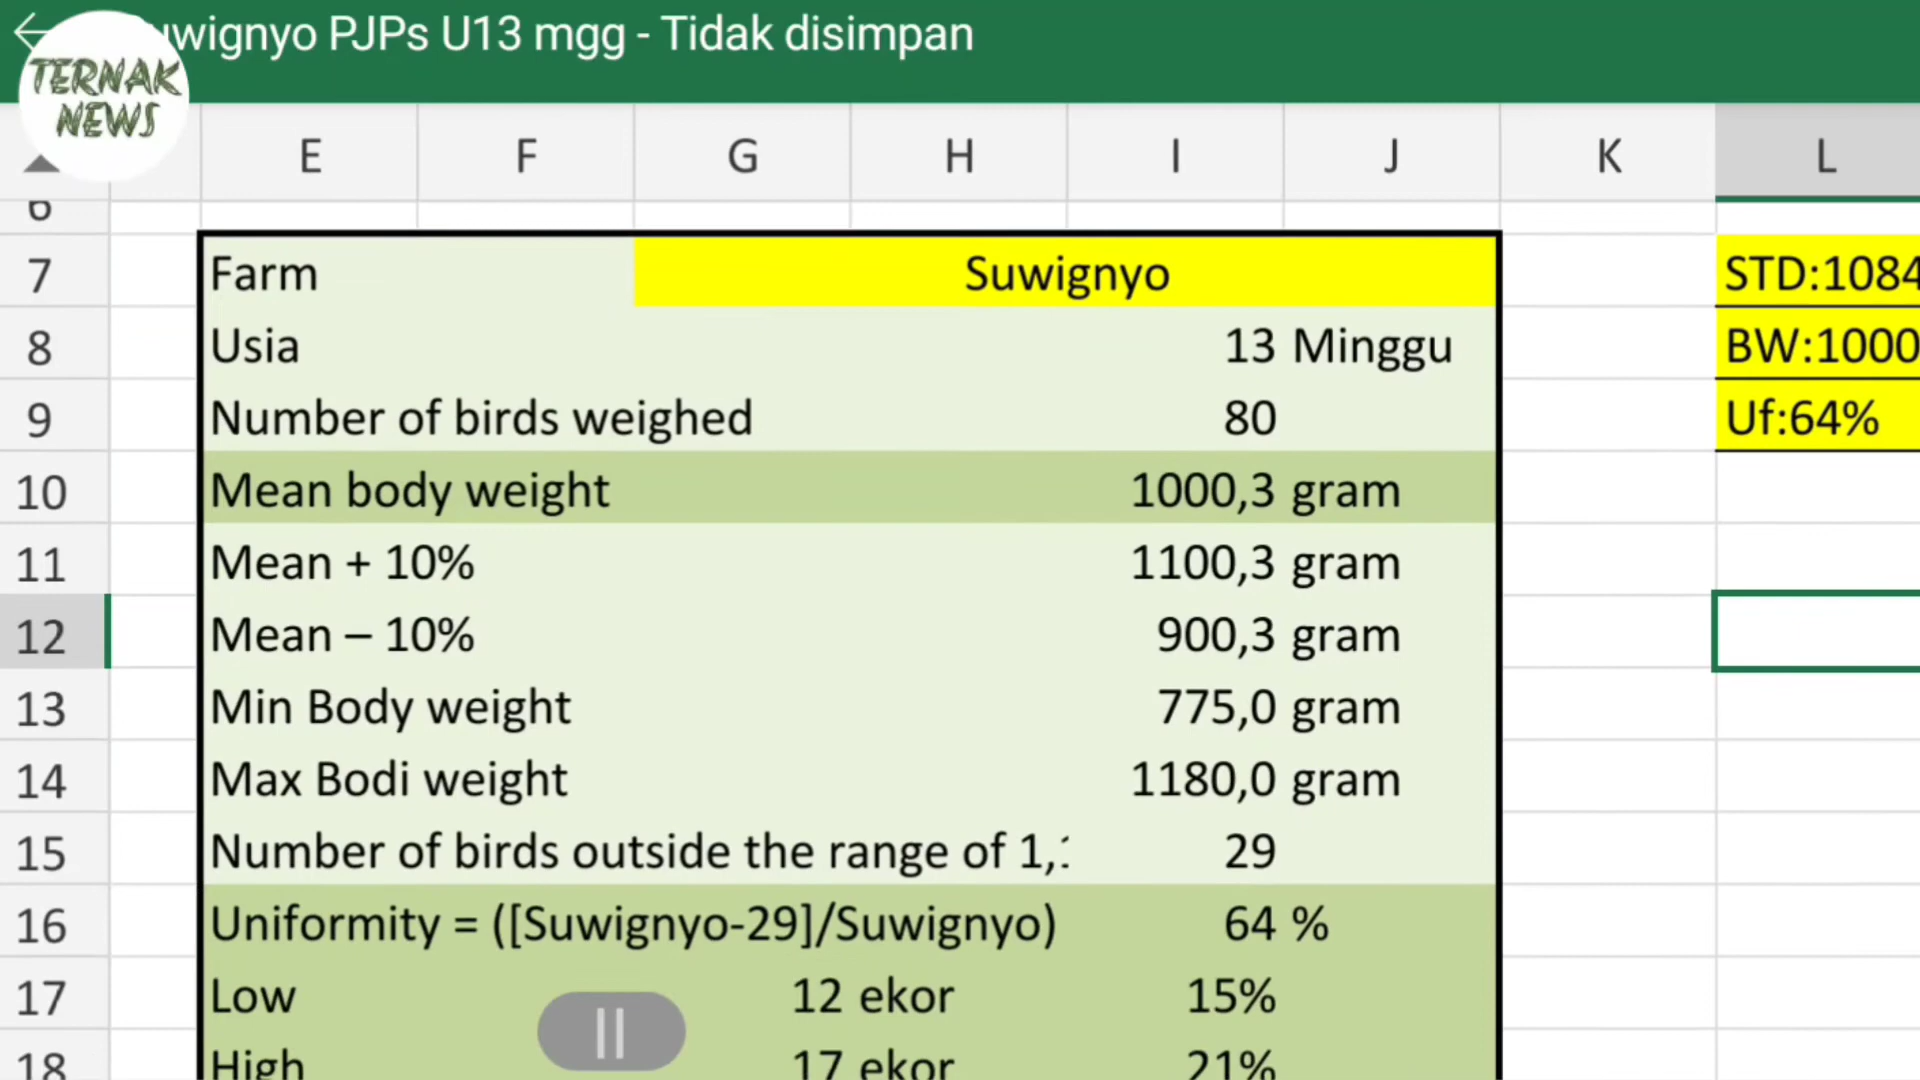 uwignyo PJPs U13 mgg - Tidak disimpan
TERNAK
NEWS
E F G H I J K L
6
7 Farm Suwignyo STD:1084
8 Usia 13 Minggu BW:1000
9 Number of birds weighed 80 Uf:64%
10 Mean body weight 1000,3 gram
11 Mean + 10% 1100,3 gram
12 Mean – 10% 900,3 gram
13 Min Body weight 775,0 gram
14 Max Bodi weight 1180,0 gram
15 Number of birds outside the range of 1,1 29
16 Uniformity = ([Suwignyo-29]/Suwignyo) 64 %
17 Low 12 ekor 15%
18 High 17 ekor 21%